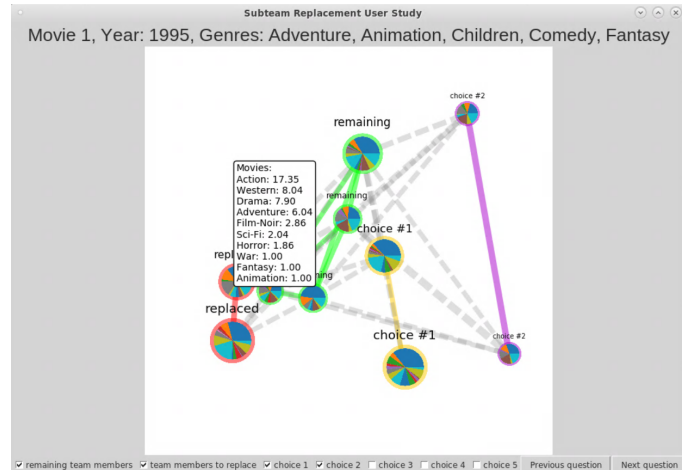 Subteam Replacement User Study
Movie 1, Year: 1995, Genres: Adventure, Animation, Children, Comedy, Fantasy
choice #2
remaining
Movies:
Action: 17.35
Western: 8.04
Drama: 7.90
Adventure: 6.04
Film-Noir: 2.86
Sci-Fi: 2.04
Horror: 1.86
War: 1.00
Fantasy: 1.00
Animation: 1.00
remaining
choice #1
replaced
choice #1
choice #2
remaining team members
team members to replace
choice 1
choice 2
choice 3
choice 4
choice 5
Previous question
Next question